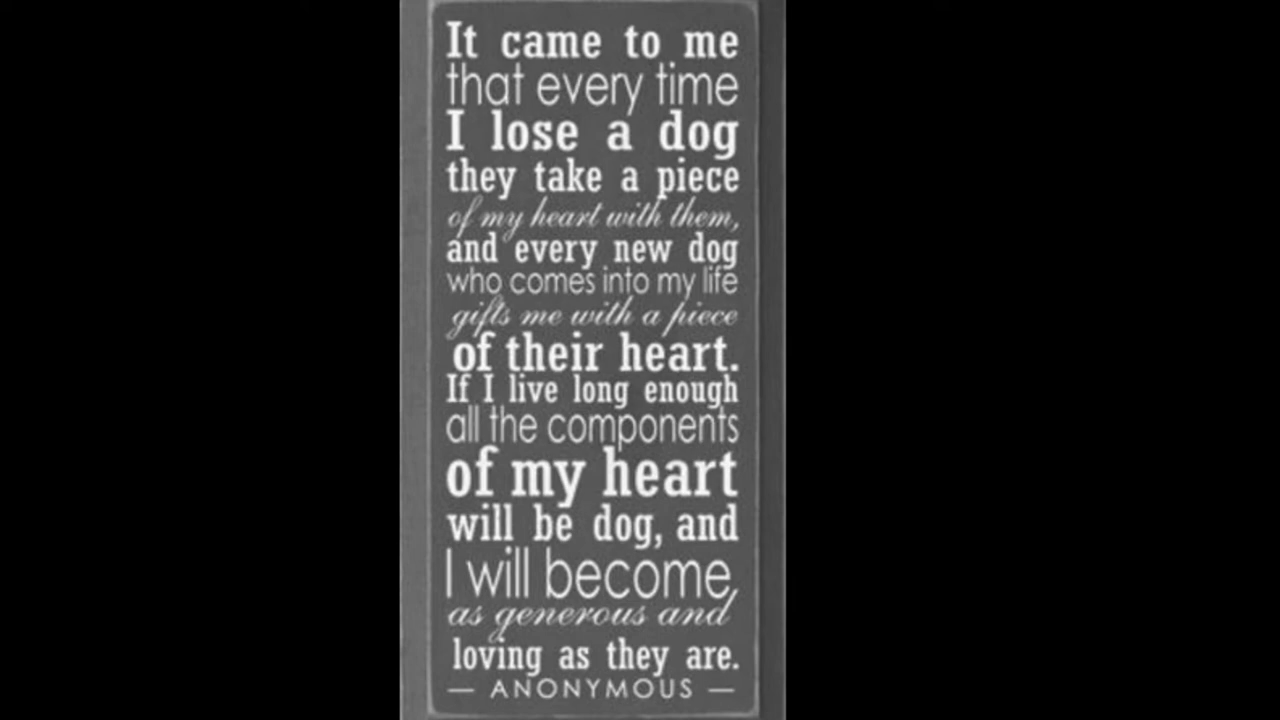 It came to me
that every time
I lose a dog
they take a piece
of my heart with them,
and every new dog
who comes into my life
gifts me with a piece
of their heart.
If I live long enough
all the components
of my heart
will be dog, and
I will become
as generous and
loving as they are.
— ANONYMOUS —